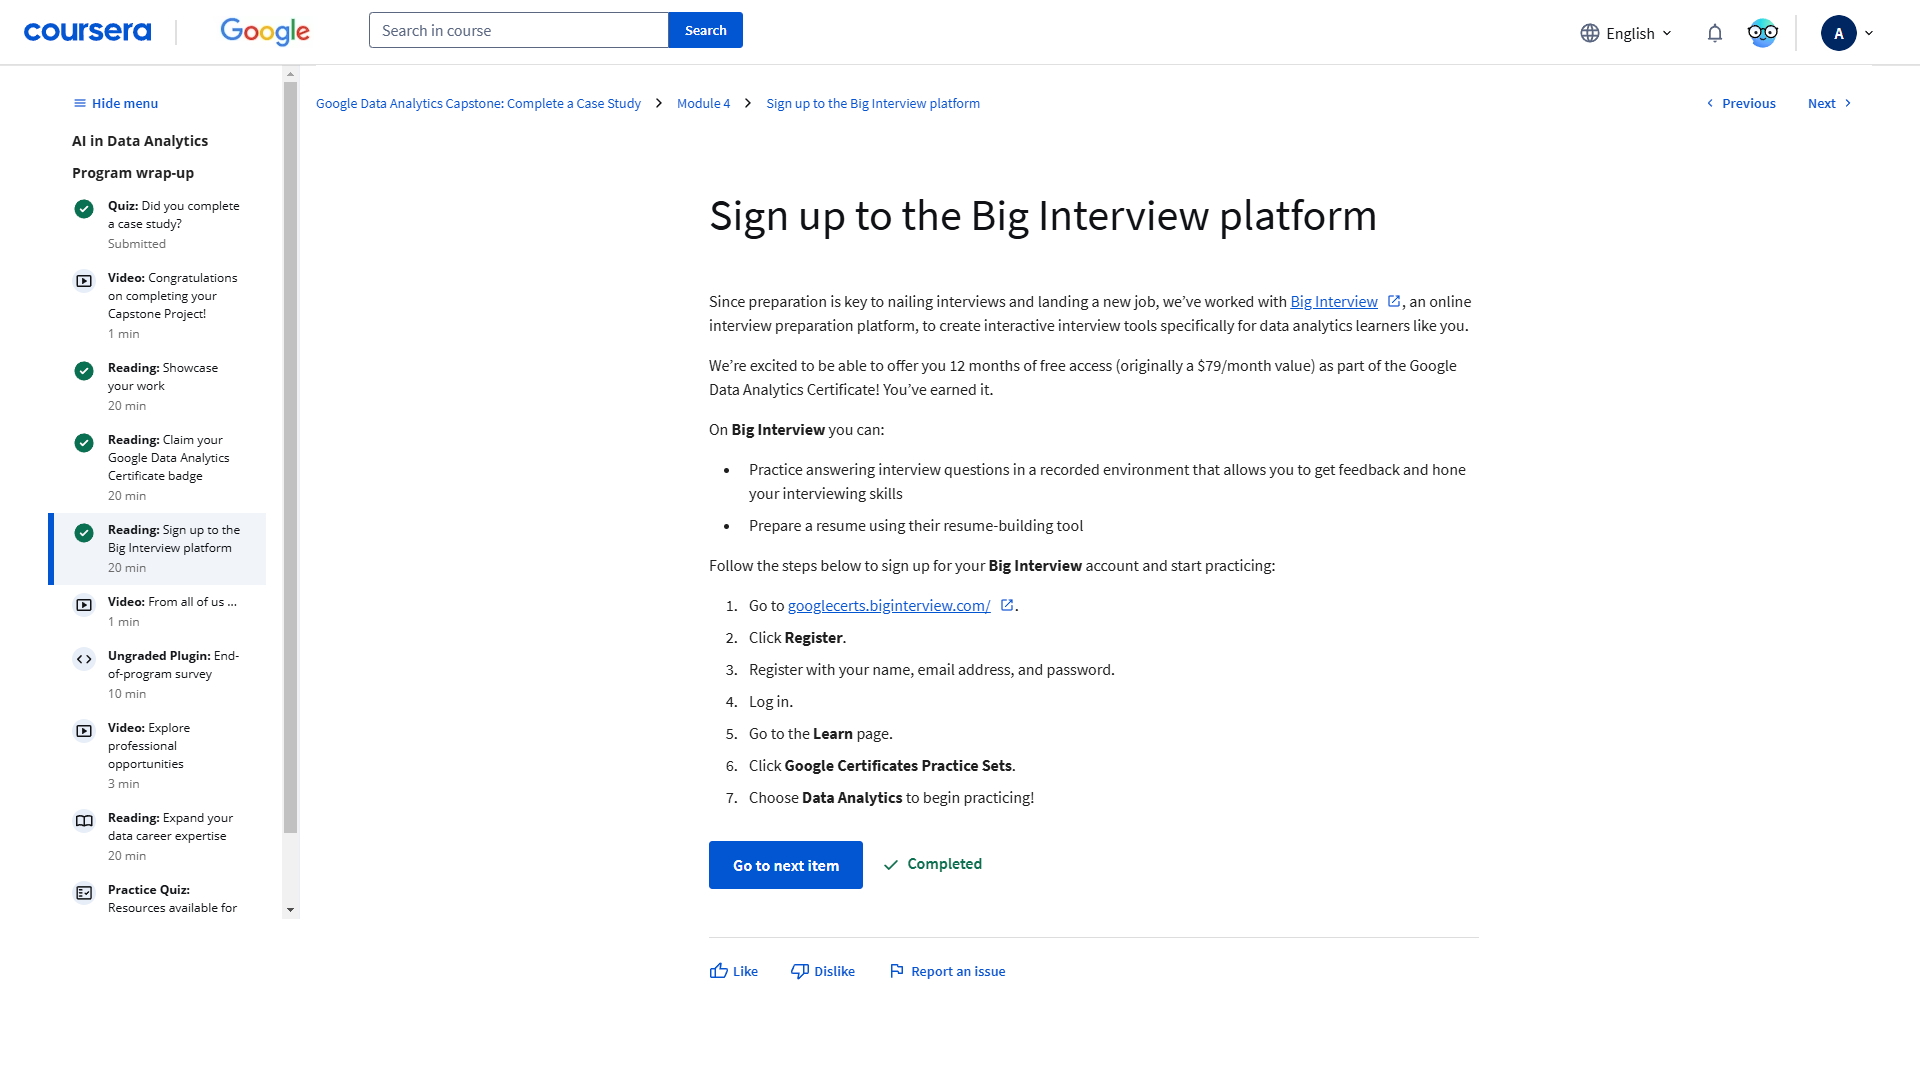 coursera
Google
Search in course
Search
English
A
Hide menu
AI in Data Analytics
Program wrap-up
Quiz: Did you complete
a case study?
Submitted
Video: Congratulations
on completing your
Capstone Project!
1 min
Reading: Showcase
your work
20 min
Reading: Claim your
Google Data Analytics
Certificate badge
20 min
Reading: Sign up to the
Big Interview platform
20 min
Video: From all of us ...
1 min
Ungraded Plugin: End-
of-program survey
10 min
Video: Explore
professional
opportunities
3 min
Reading: Expand your
data career expertise
20 min
Practice Quiz:
Resources available for
Google Data Analytics Capstone: Complete a Case Study
Module 4
Sign up to the Big Interview platform
Previous
Next
Sign up to the Big Interview platform
Since preparation is key to nailing interviews and landing a new job, we’ve worked with Big Interview , an online
interview preparation platform, to create interactive interview tools specifically for data analytics learners like you.
We’re excited to be able to offer you 12 months of free access (originally a $79/month value) as part of the Google
Data Analytics Certificate! You’ve earned it.
On Big Interview you can:
• Practice answering interview questions in a recorded environment that allows you to get feedback and hone
your interviewing skills
• Prepare a resume using their resume-building tool
Follow the steps below to sign up for your Big Interview account and start practicing:
1. Go to googlecerts.biginterview.com/ .
2. Click Register.
3. Register with your name, email address, and password.
4. Log in.
5. Go to the Learn page.
6. Click Google Certificates Practice Sets.
7. Choose Data Analytics to begin practicing!
Go to next item
Completed
Like
Dislike
Report an issue